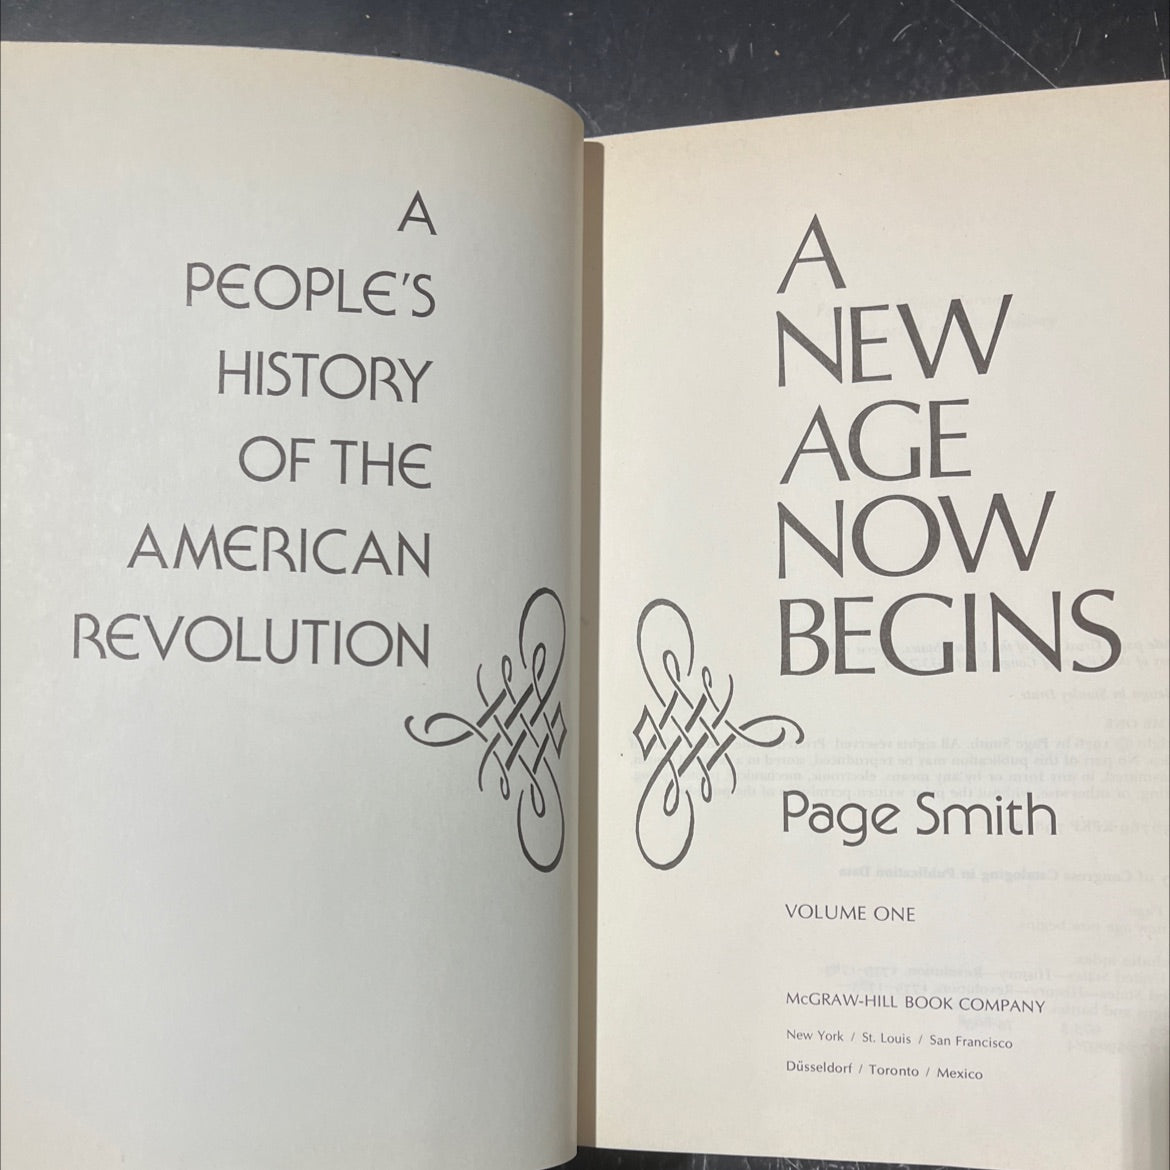 A
PEOPLE'S
HISTORY
OF THE
AMERICAN
REVOLUTION
A
NEW
AGE
NOW
BEGINS
Page Smith
VOLUME ONE
McGRAW-HILL BOOK COMPANY
New York / St. Louis / San Francisco
Düsseldorf / Toronto / Mexico